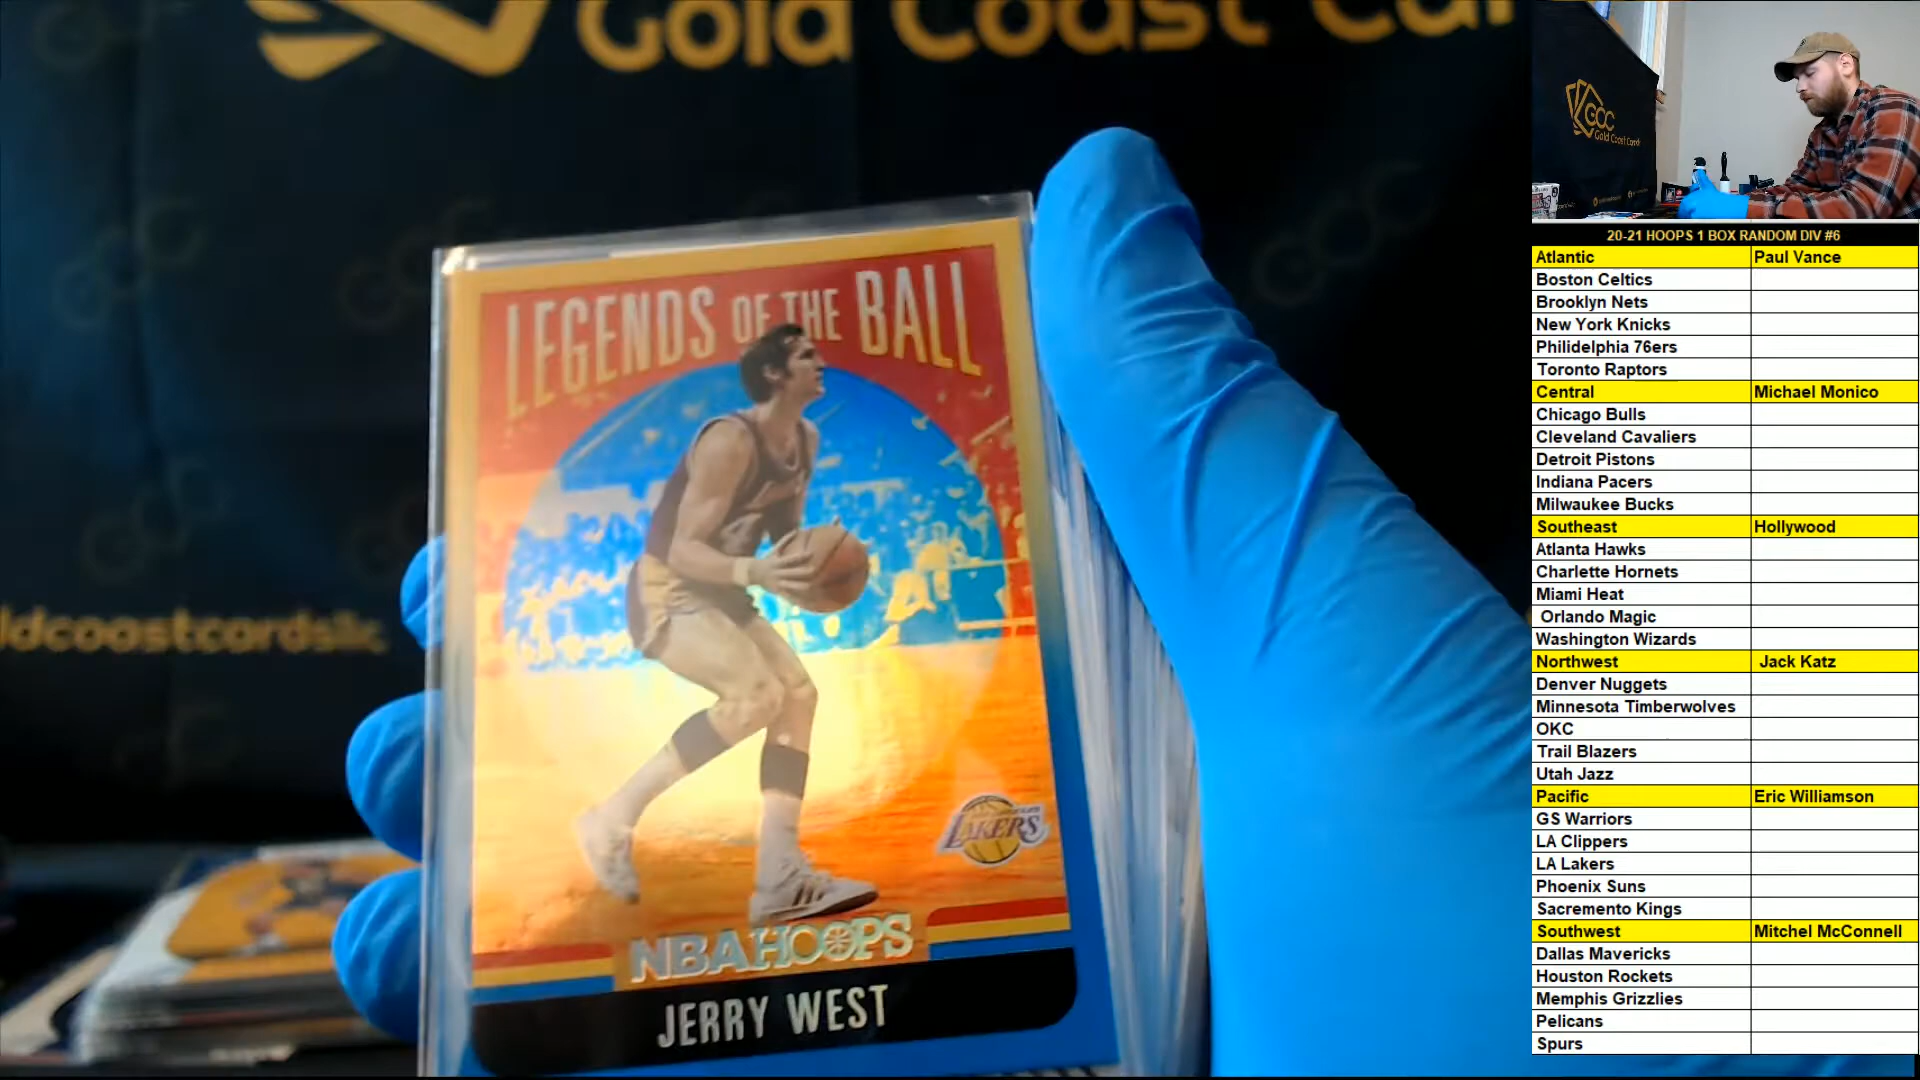 Gold Coast Car
GCC
Gold Coast Cards
ldcoostcordsllc
LEGENDS OF THE BALL
4
LAKERS
NBA HOOPS
JERRY WEST
20-21 HOOPS 1 BOX RANDOM DIV #6
Atlantic Paul Vance
Boston Celtics
Brooklyn Nets
New York Knicks
Philidelphia 76ers
Toronto Raptors
Central Michael Monico
Chicago Bulls
Cleveland Cavaliers
Detroit Pistons
Indiana Pacers
Milwaukee Bucks
Southeast Hollywood
Atlanta Hawks
Charlette Hornets
Miami Heat
Orlando Magic
Washington Wizards
Northwest Jack Katz
Denver Nuggets
Minnesota Timberwolves
OKC
Trail Blazers
Utah Jazz
Pacific Eric Williamson
GS Warriors
LA Clippers
LA Lakers
Phoenix Suns
Sacremento Kings
Southwest Mitchel McConnell
Dallas Mavericks
Houston Rockets
Memphis Grizzlies
Pelicans
Spurs